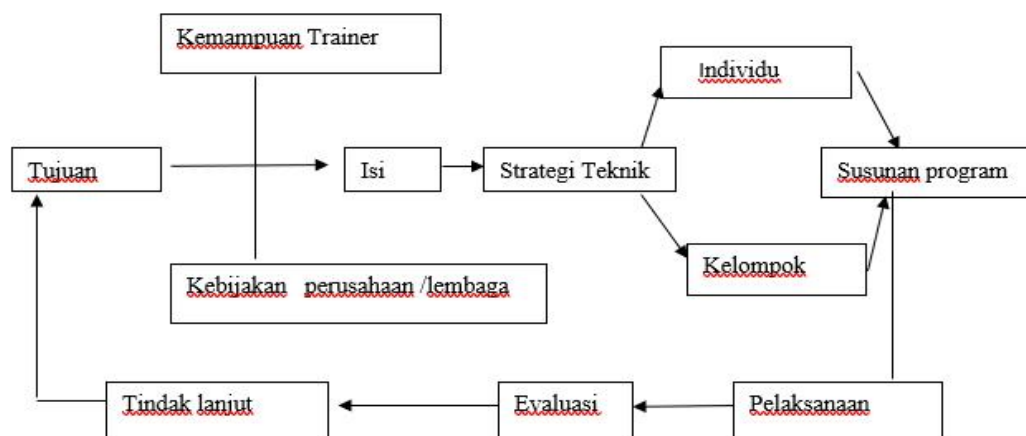 Kemampuan Trainer
Individu
Tujuan
Isi
Strategi Teknik
Susunan program
Kelompok
Kebijakan perusahaan /lembaga
Tindak lanjut
Evaluasi
Pelaksanaan